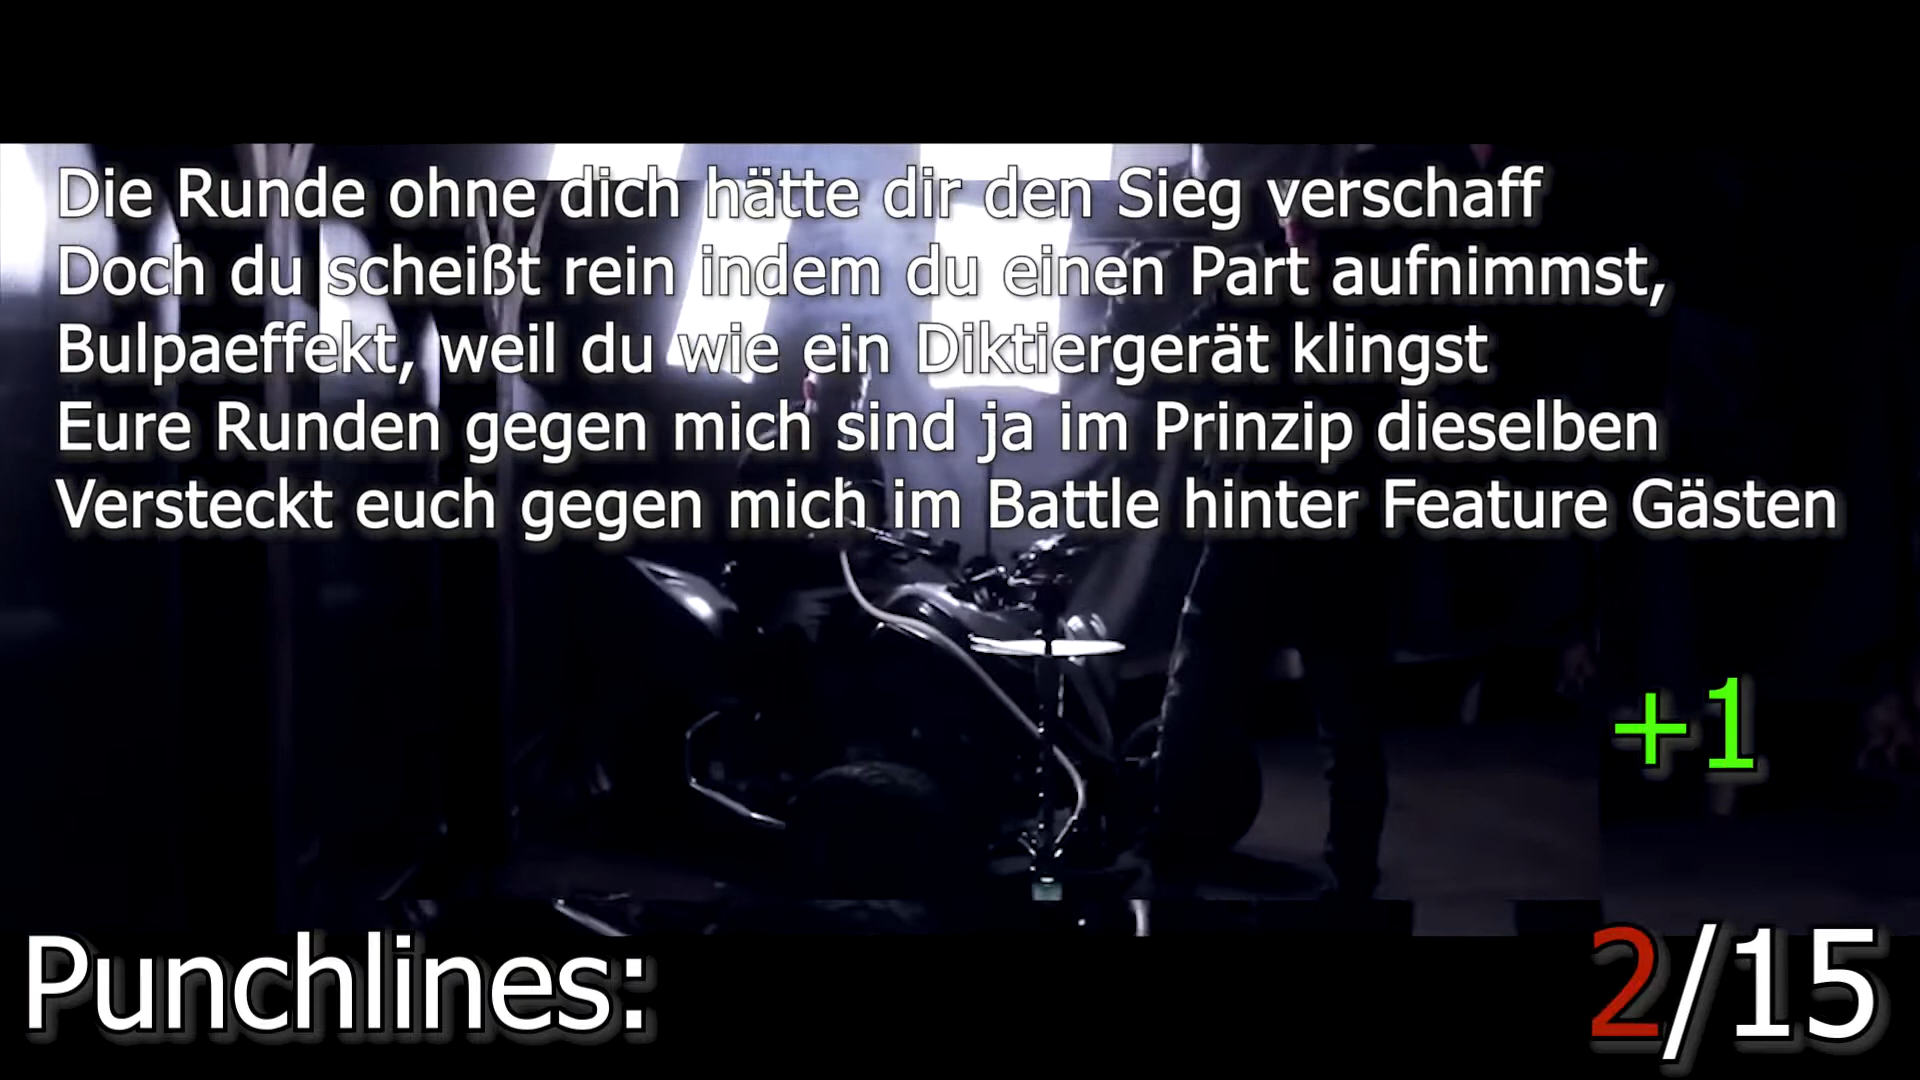 Die Runde ohne dich hätte dir den Sieg verschaff
Doch du scheißt rein indem du einen Part aufnimmst,
Bulpaeffekt, weil du wie ein Diktiergerät klingst
Eure Runden gegen mich sind ja im Prinzip dieselben
Versteckt euch gegen mich im Battle hinter Feature Gästen
+1
Punchlines: 2/15